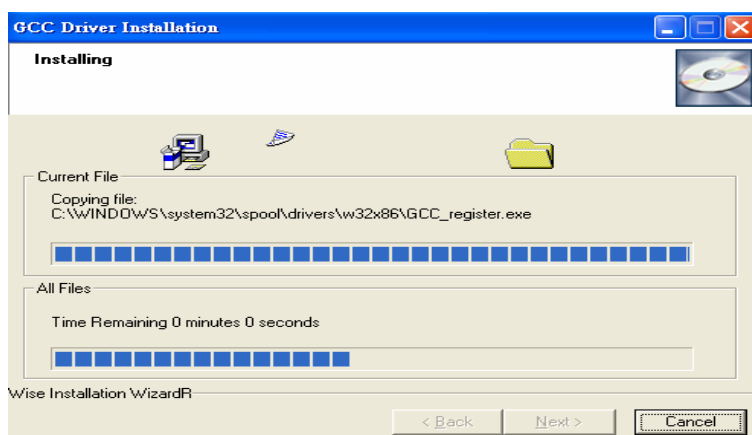 GCC Driver Installation
Installing
Current File
Copying file:
C:\WINDOWS\system32\spool\drivers\w32x86\GCC_register.exe
All Files
Time Remaining 0 minutes 0 seconds
Wise Installation WizardR
< Back
Next >
Cancel